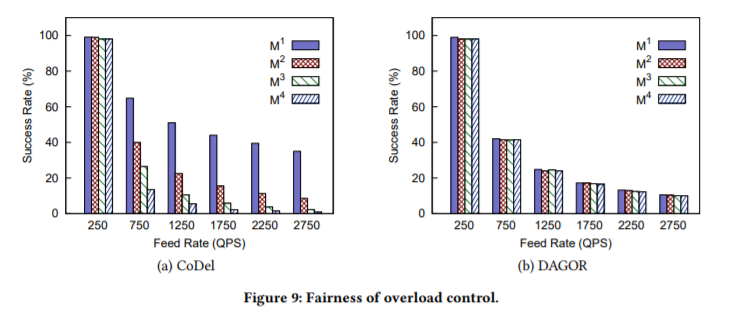 100
80
60
40
20
0
Success Rate (%)
M1
M2
M3
M4
250 750 1250 1750 2250 2750
Feed Rate (QPS)
(a) CoDel
100
80
60
40
20
0
Success Rate (%)
M1
M2
M3
M4
250 750 1250 1750 2250 2750
Feed Rate (QPS)
(b) DAGOR
Figure 9: Fairness of overload control.